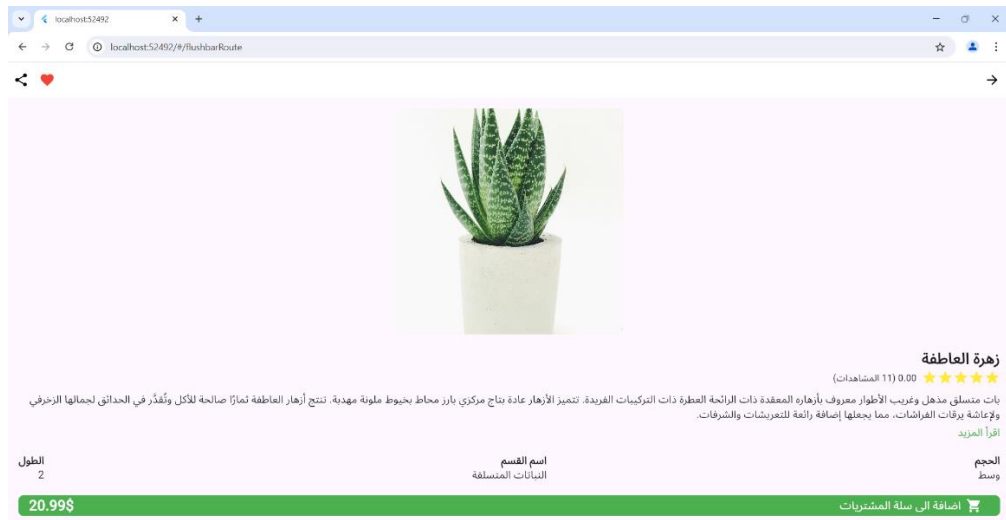 localhost:52492
localhost:52492/#/flushbarRoute
زهرة العاطفة
0.00 (11 المشاهدات)
بات متسلق مذهل وغريب الأطوار معروف بأزهاره المعقدة ذات الرائحة العطرة ذات التركيبات الفريدة. تتميز الأزهار عادة بتاج مركزي بارز محاط بخيوط ملونة مهدبة. تنتج أزهار العاطفة ثمارًا صالحة للأكل وتُقدَّر في الحدائق لجمالها الزخرفي
ولإعاشة يرقات الفراشات، مما يجعلها إضافة رائعة للتعريشات والشرفات.
اقرأ المزيد
الحجم اسم القسم الطول
وسط النباتات المتسلقة 2
اضافة الى سلة المشتريات 20.99$